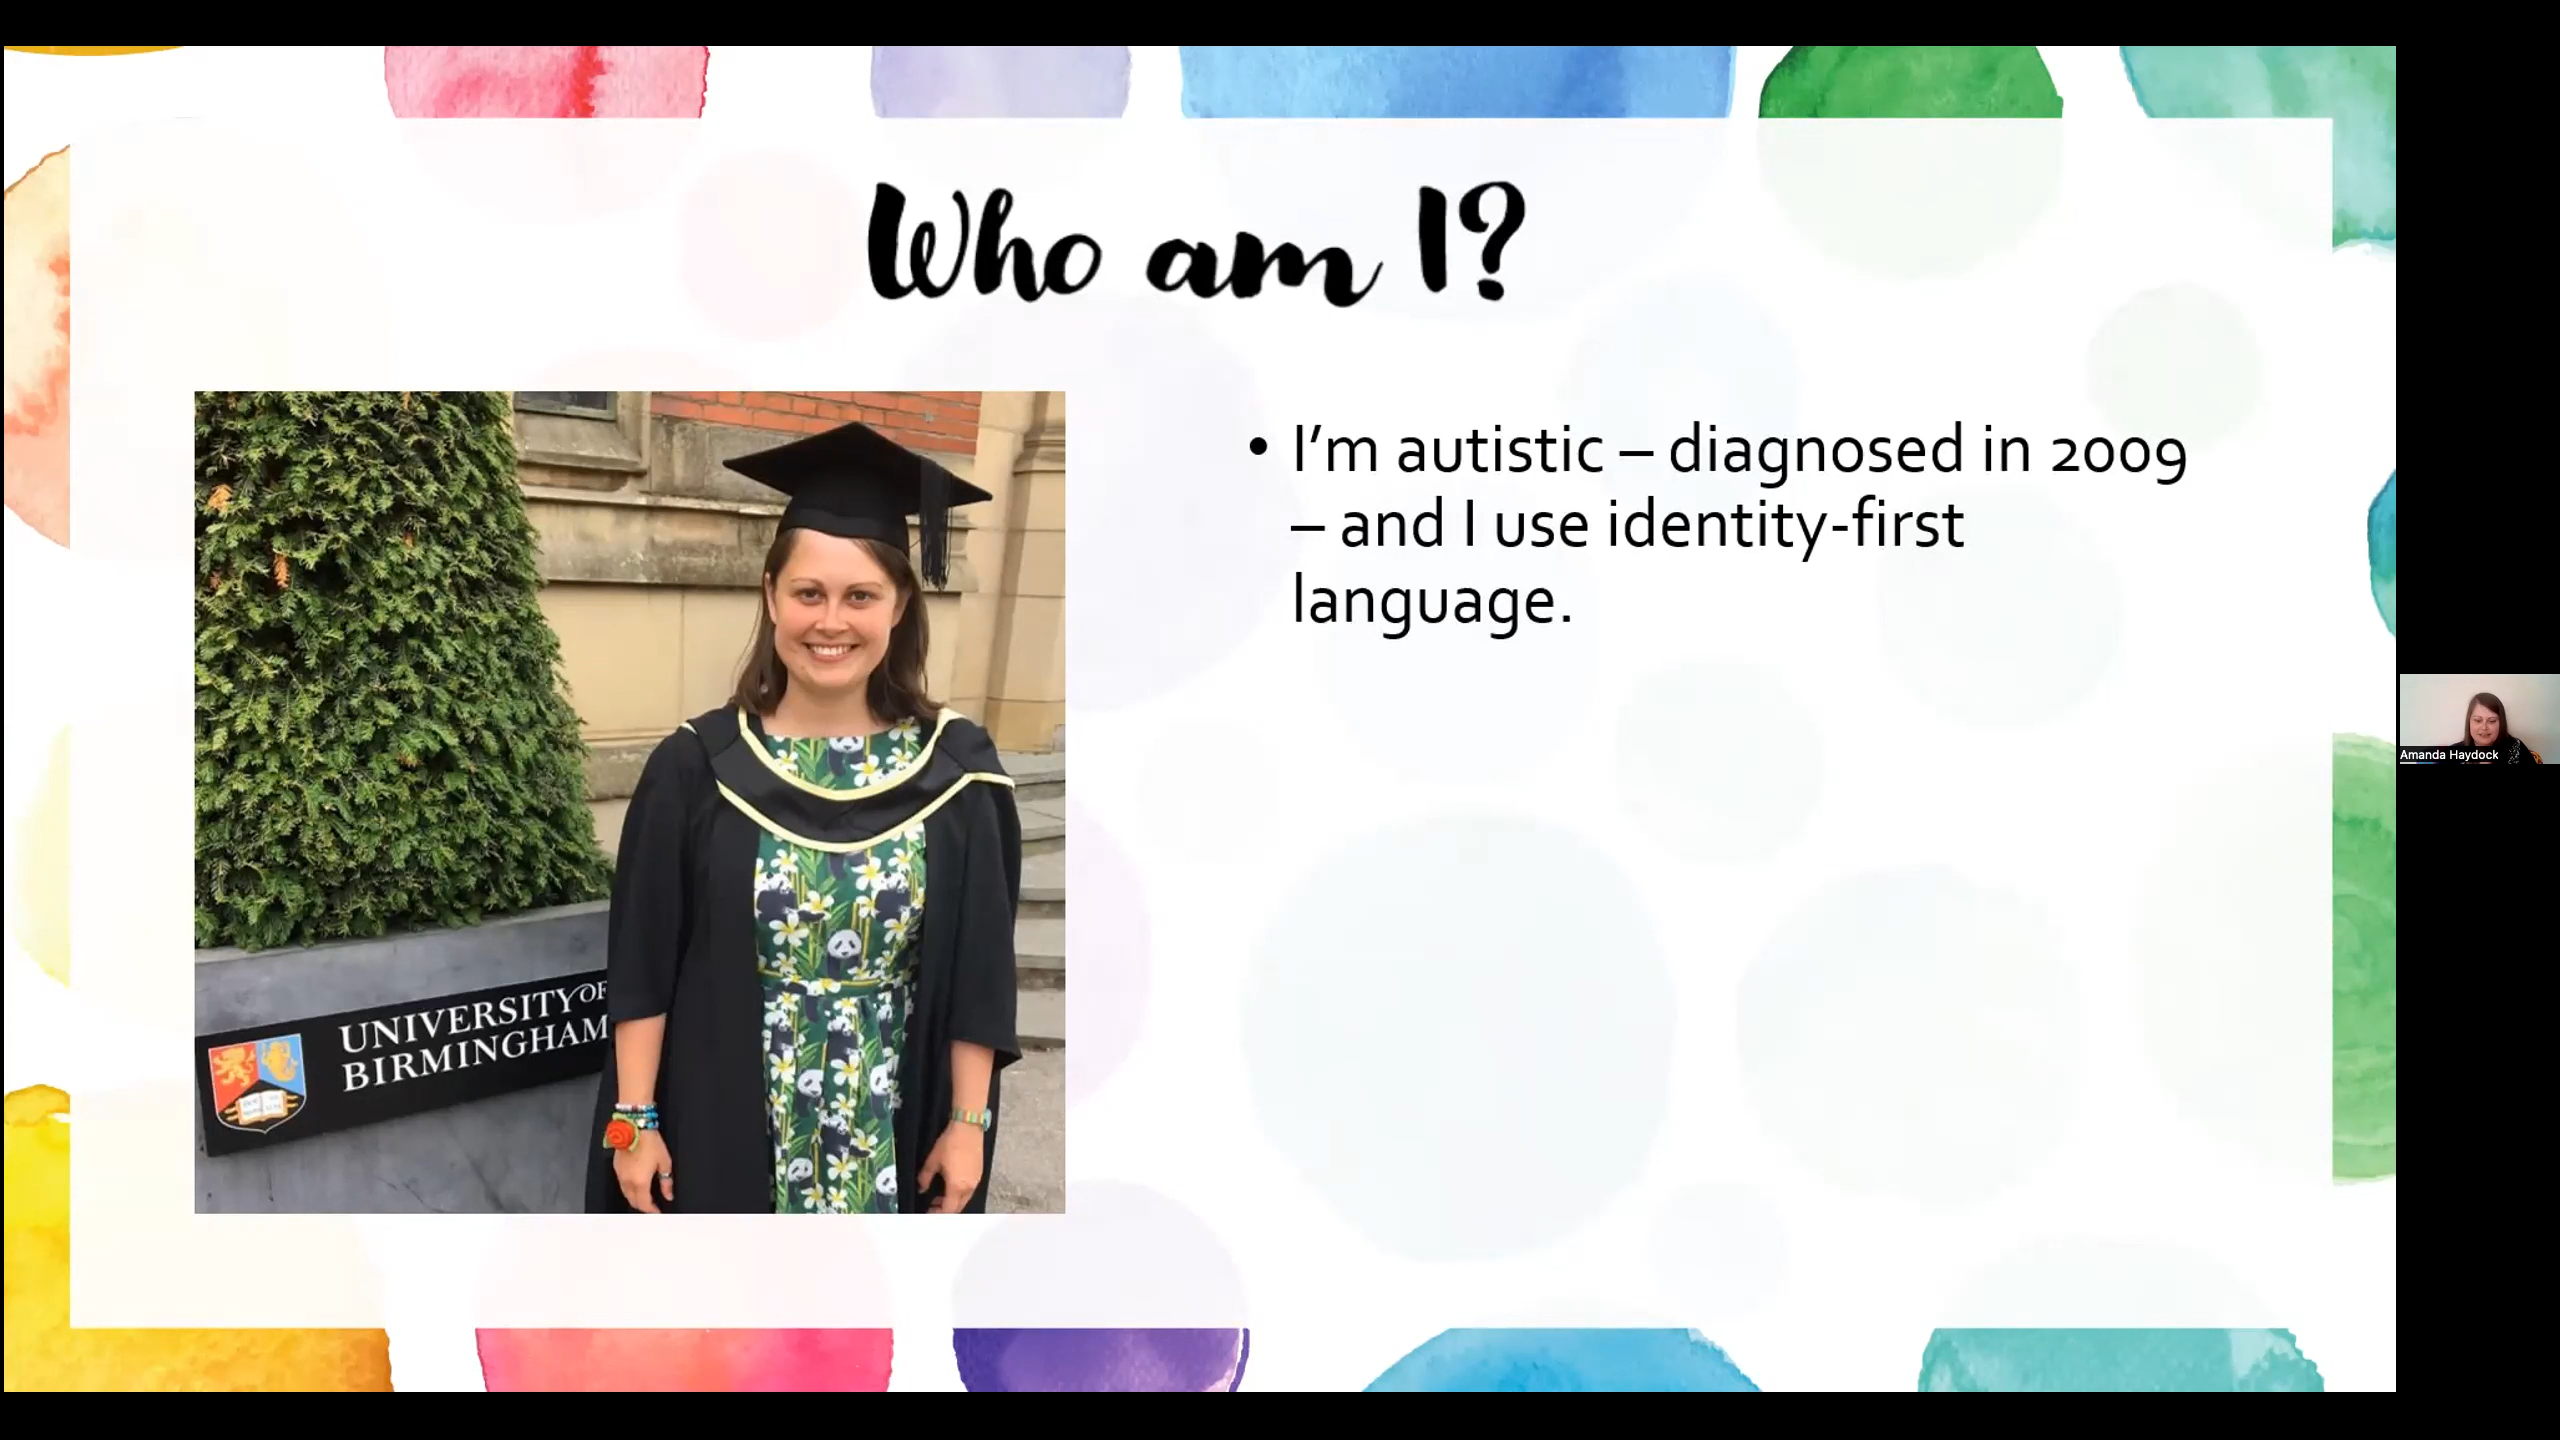 Who am I?
• I’m autistic – diagnosed in 2009
– and I use identity-first
language.
UNIVERSITY OF
BIRMINGHAM
Amanda Haydock